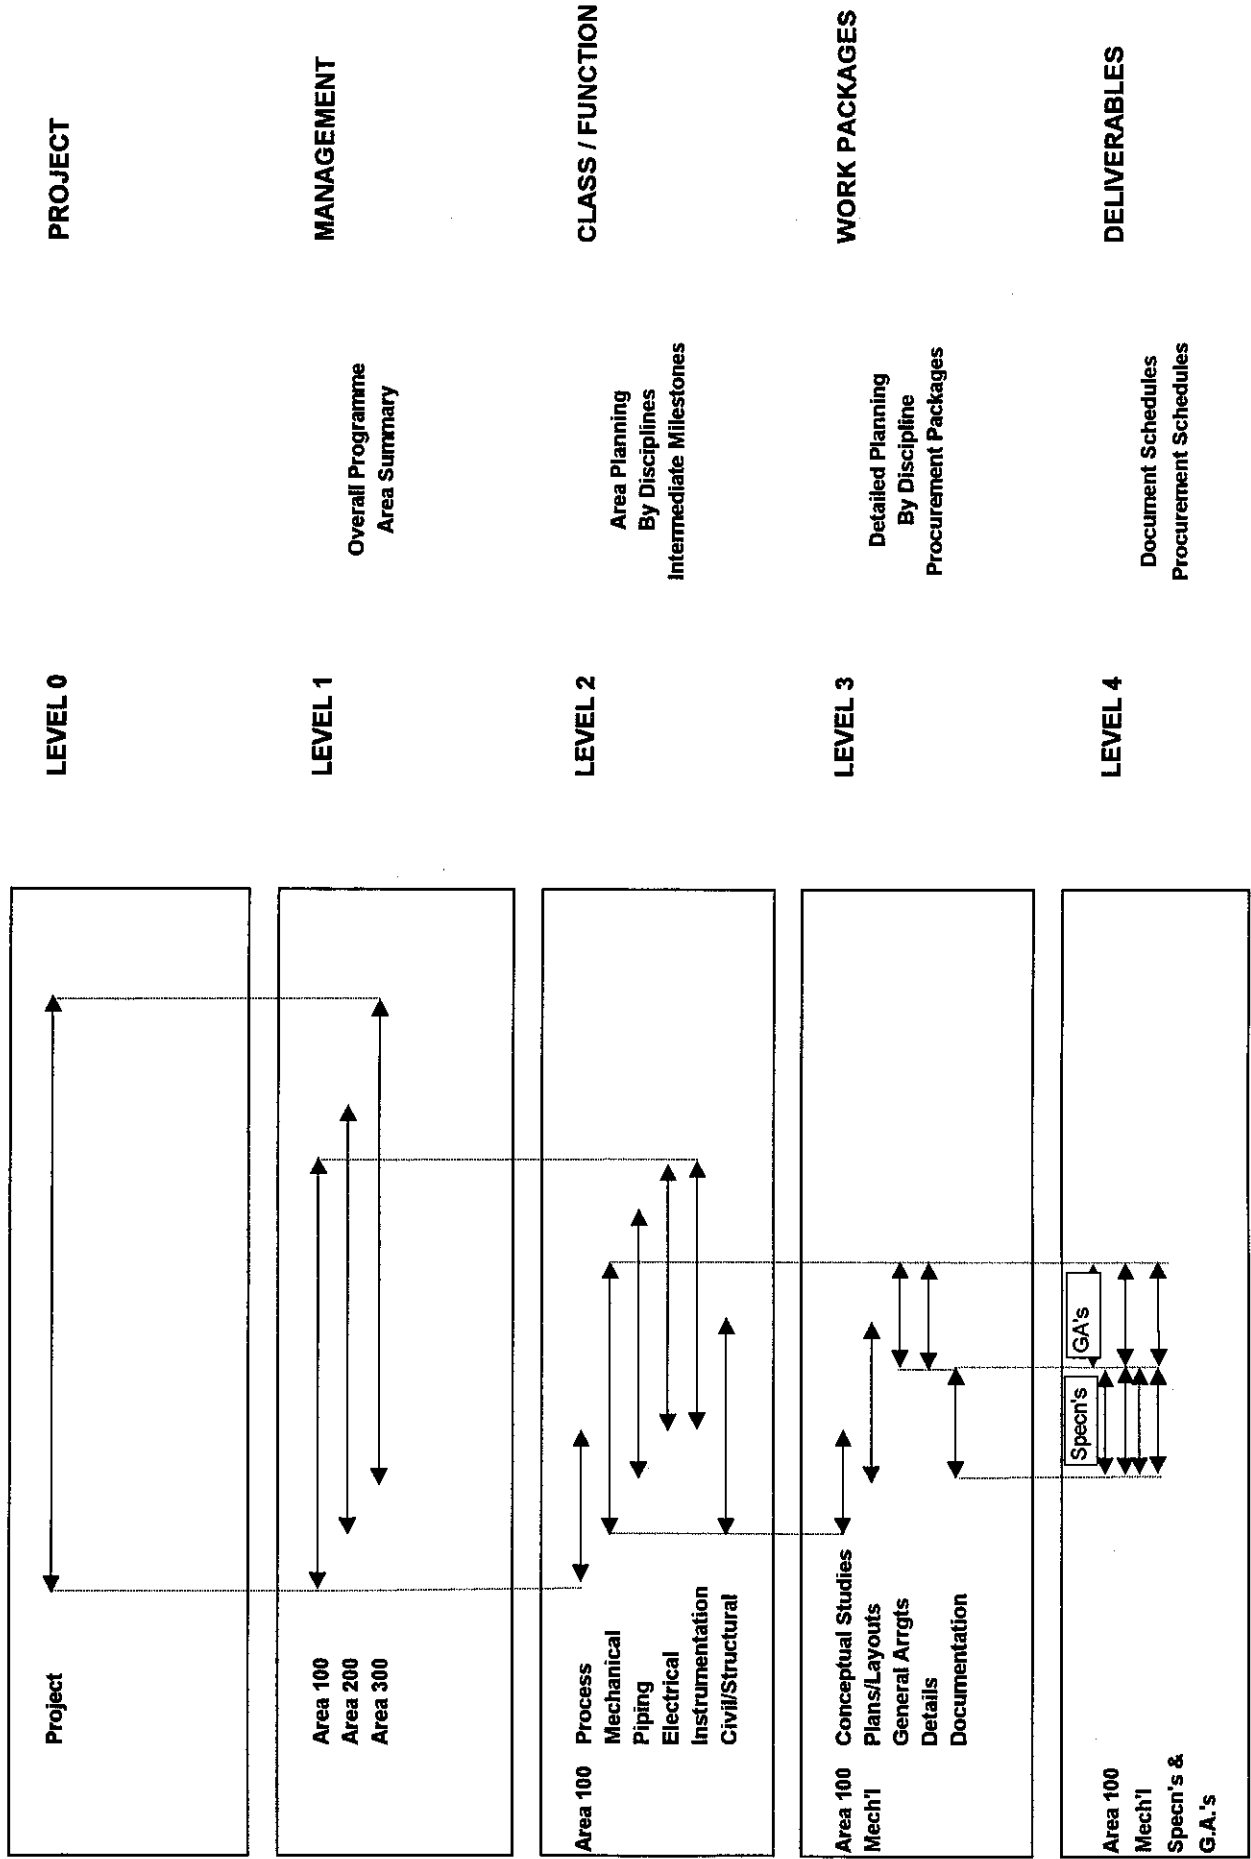 Project
LEVEL 0
PROJECT
Area 100
Area 200
Area 300
LEVEL 1
Overall Programme
Area Summary
MANAGEMENT
Area 100 Process
Mechanical
Piping
Electrical
Instrumentation
Civil/Structural
LEVEL 2
Area Planning
By Disciplines
Intermediate Milestones
CLASS / FUNCTION
Area 100 Conceptual Studies
Mech'l Plans/Layouts
General Arrgts
Details
Documentation
LEVEL 3
Detailed Planning
By Discipline
Procurement Packages
WORK PACKAGES
Area 100
Mech'l
Specn's &
G.A.'s
Specn's
GA's
LEVEL 4
Document Schedules
Procurement Schedules
DELIVERABLES